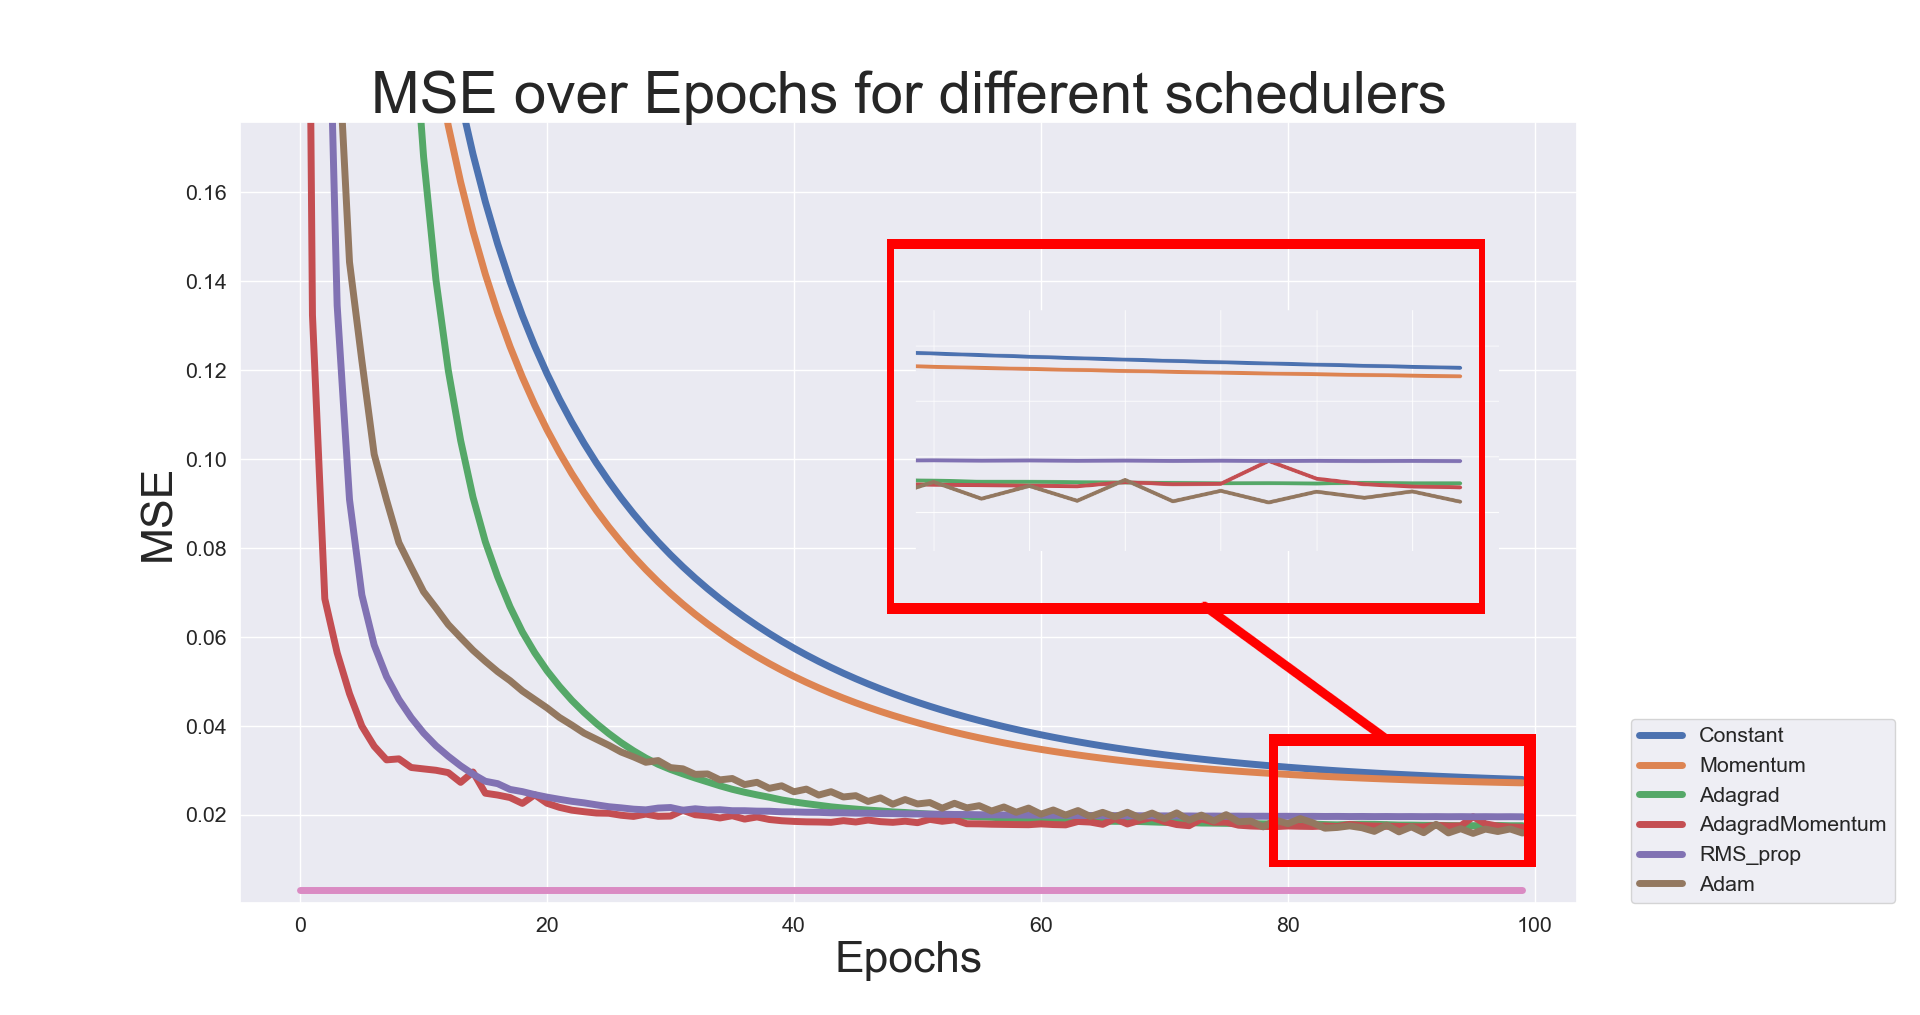 MSE over Epochs for different schedulers
0.16
0.14
0.12
0.10
0.08
0.06
0.04
0.02
MSE
0 20 40 60 80 100
Epochs
Constant
Momentum
Adagrad
AdagradMomentum
RMS_prop
Adam